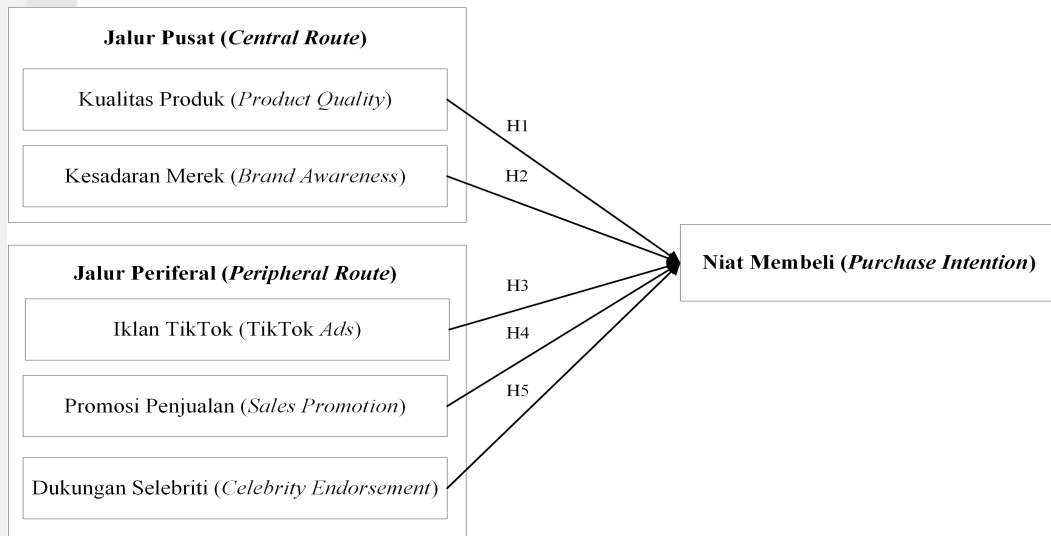 Jalur Pusat (Central Route)
Kualitas Produk (Product Quality)
Kesadaran Merek (Brand Awareness)
H1
H2
Jalur Periferal (Peripheral Route)
Iklan TikTok (TikTok Ads)
Promosi Penjualan (Sales Promotion)
Dukungan Selebriti (Celebrity Endorsement)
H3
H4
H5
Niat Membeli (Purchase Intention)